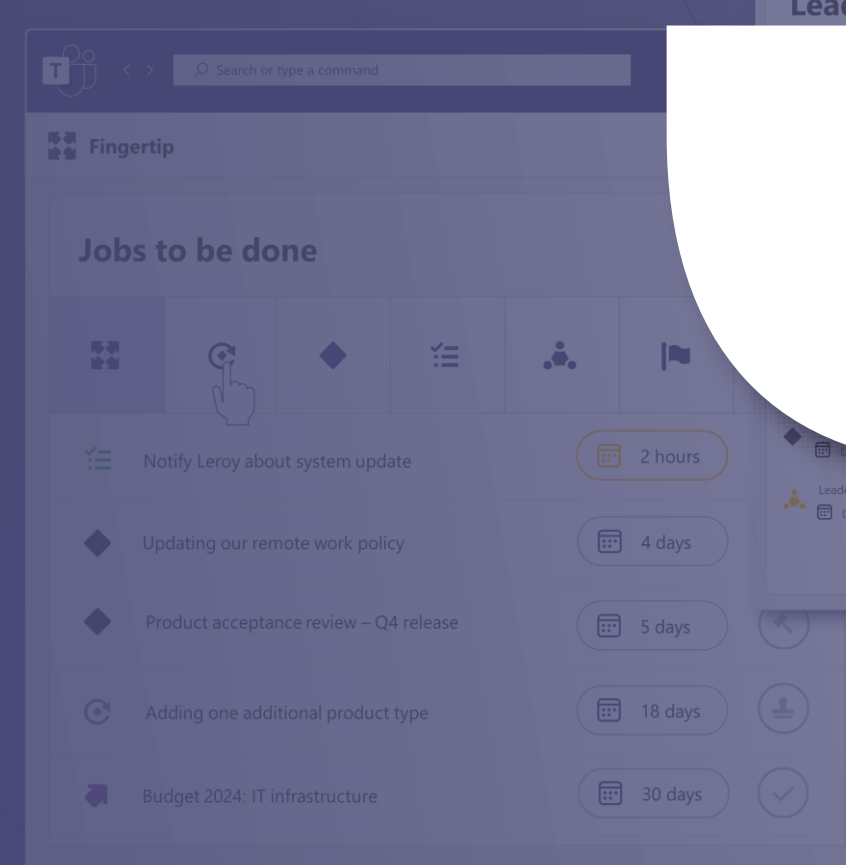 T
Search or type a command
Fingertip
Jobs to be done
Notify Leroy about system update
2 hours
Updating our remote work policy
4 days
Product acceptance review – Q4 release
5 days
Adding one additional product type
18 days
Budget 2024: IT infrastructure
30 days